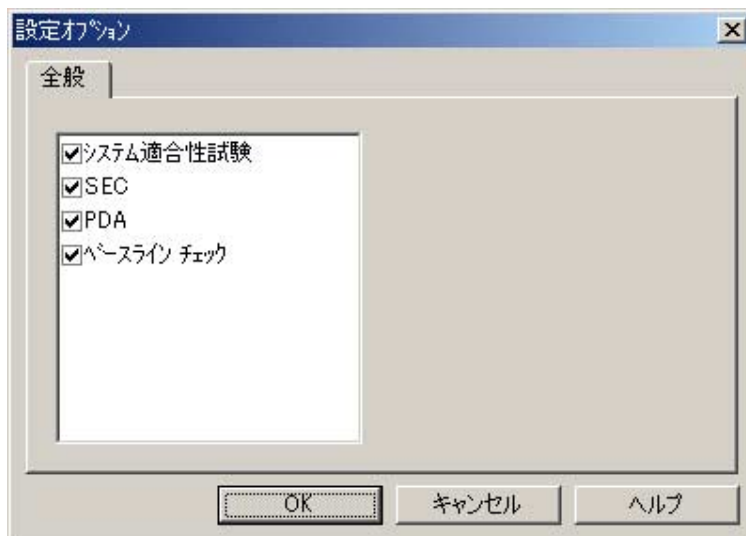 設定ｵﾌﾟｼｮﾝ
全般
ｼｽﾃﾑ適合性試験
SEC
PDA
ﾍﾞｰｽﾗｲﾝ ﾁｪｯｸ
OK
キャンセル
ヘルプ